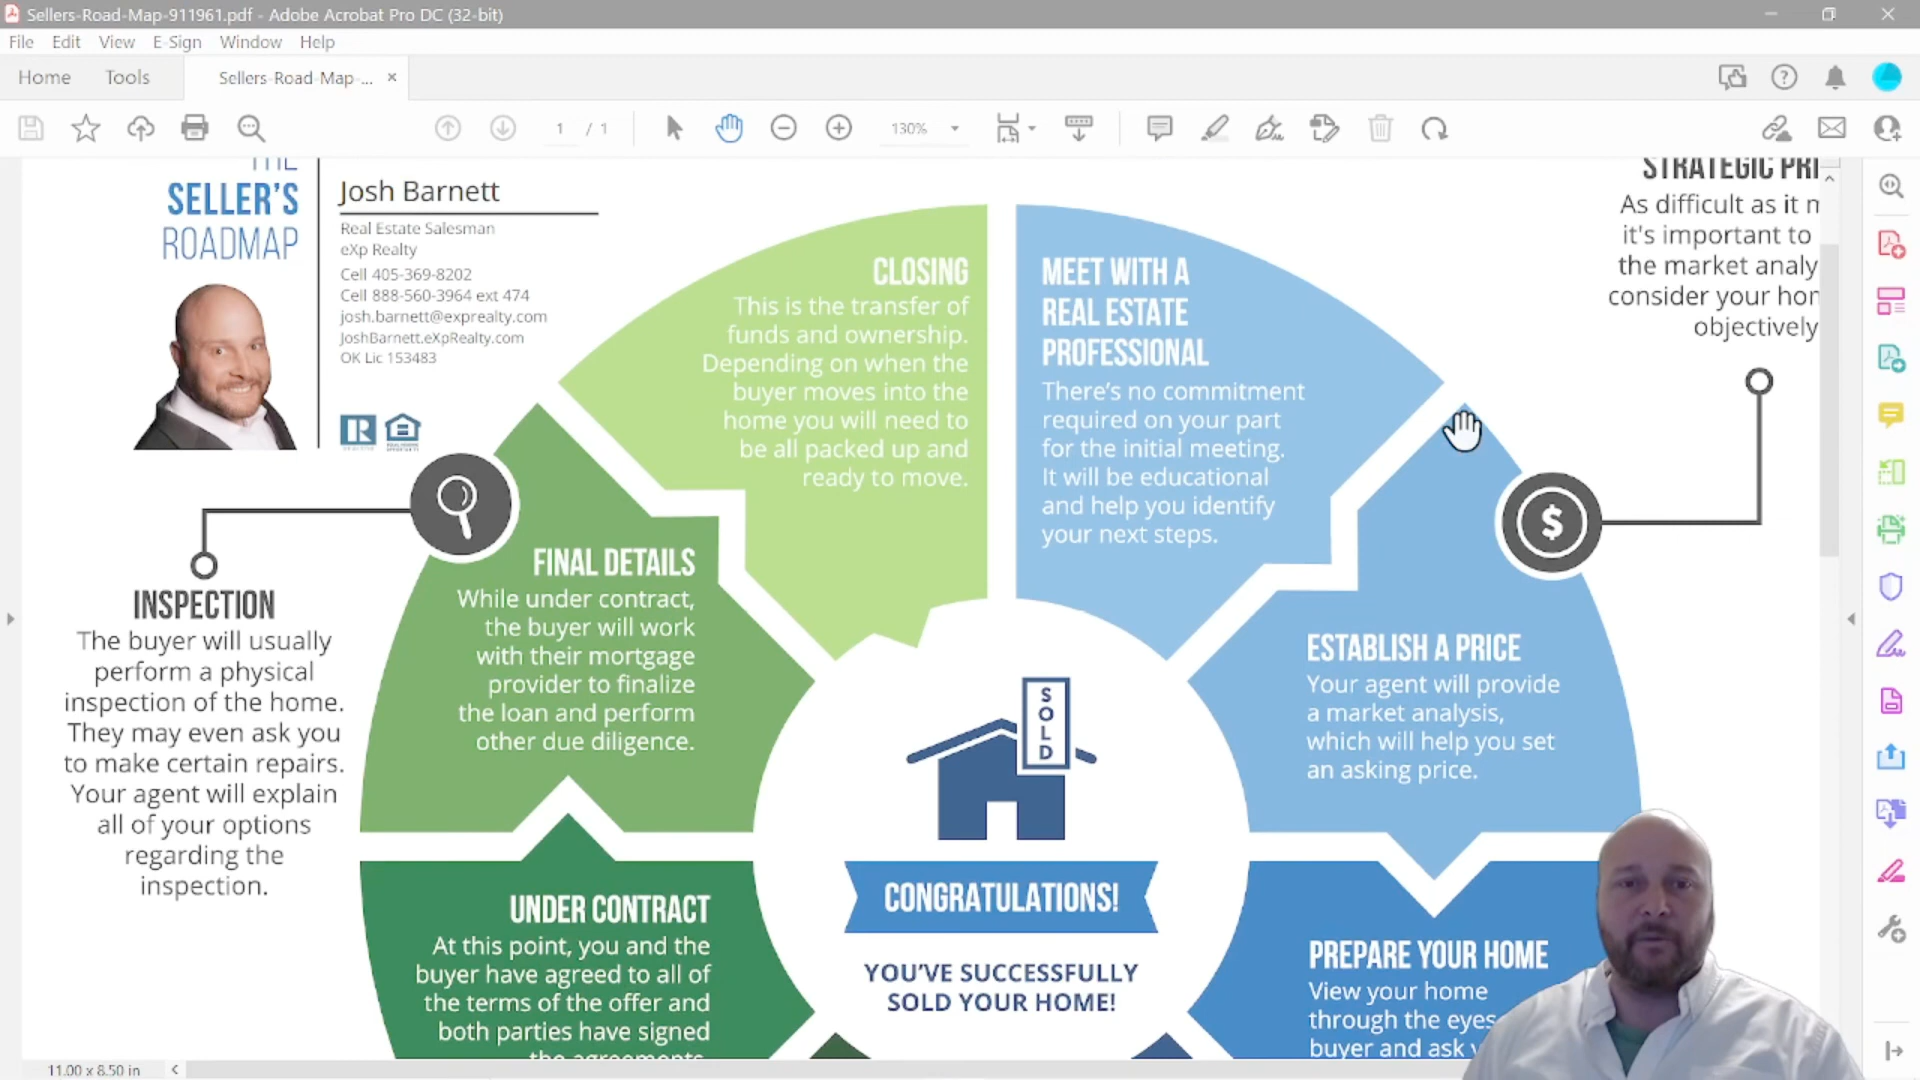 Sellers-Road-Map-911961.pdf - Adobe Acrobat Pro DC (32-bit)
File Edit View E-Sign Window Help
Home Tools Sellers-Road-Map-... ×
1 / 1 130%
THE
SELLER'S
ROADMAP
Josh Barnett
Real Estate Salesman
eXp Realty
Cell 405-369-8202
Cell 888-560-3964 ext 474
josh.barnett@exprealty.com
JoshBarnett.eXpRealty.com
OK Lic 153483
CLOSING
This is the transfer of
funds and ownership.
Depending on when the
buyer moves into the
home you will need to
be all packed up and
ready to move.
MEET WITH A
REAL ESTATE
PROFESSIONAL
There's no commitment
required on your part
for the initial meeting.
It will be educational
and help you identify
your next steps.
STRATEGIC PRI
As difficult as it m
it's important to
the market analy
consider your hom
objectively
$
INSPECTION
The buyer will usually
perform a physical
inspection of the home.
They may even ask you
to make certain repairs.
Your agent will explain
all of your options
regarding the
inspection.
FINAL DETAILS
While under contract,
the buyer will work
with their mortgage
provider to finalize
the loan and perform
other due diligence.
ESTABLISH A PRICE
Your agent will provide
a market analysis,
which will help you set
an asking price.
SOLD
CONGRATULATIONS!
YOU'VE SUCCESSFULLY
SOLD YOUR HOME!
UNDER CONTRACT
At this point, you and the
buyer have agreed to all of
the terms of the offer and
both parties have signed
the agreements.
PREPARE YOUR HOME
View your home
through the eyes
buyer and ask
11.00 x 8.50 in